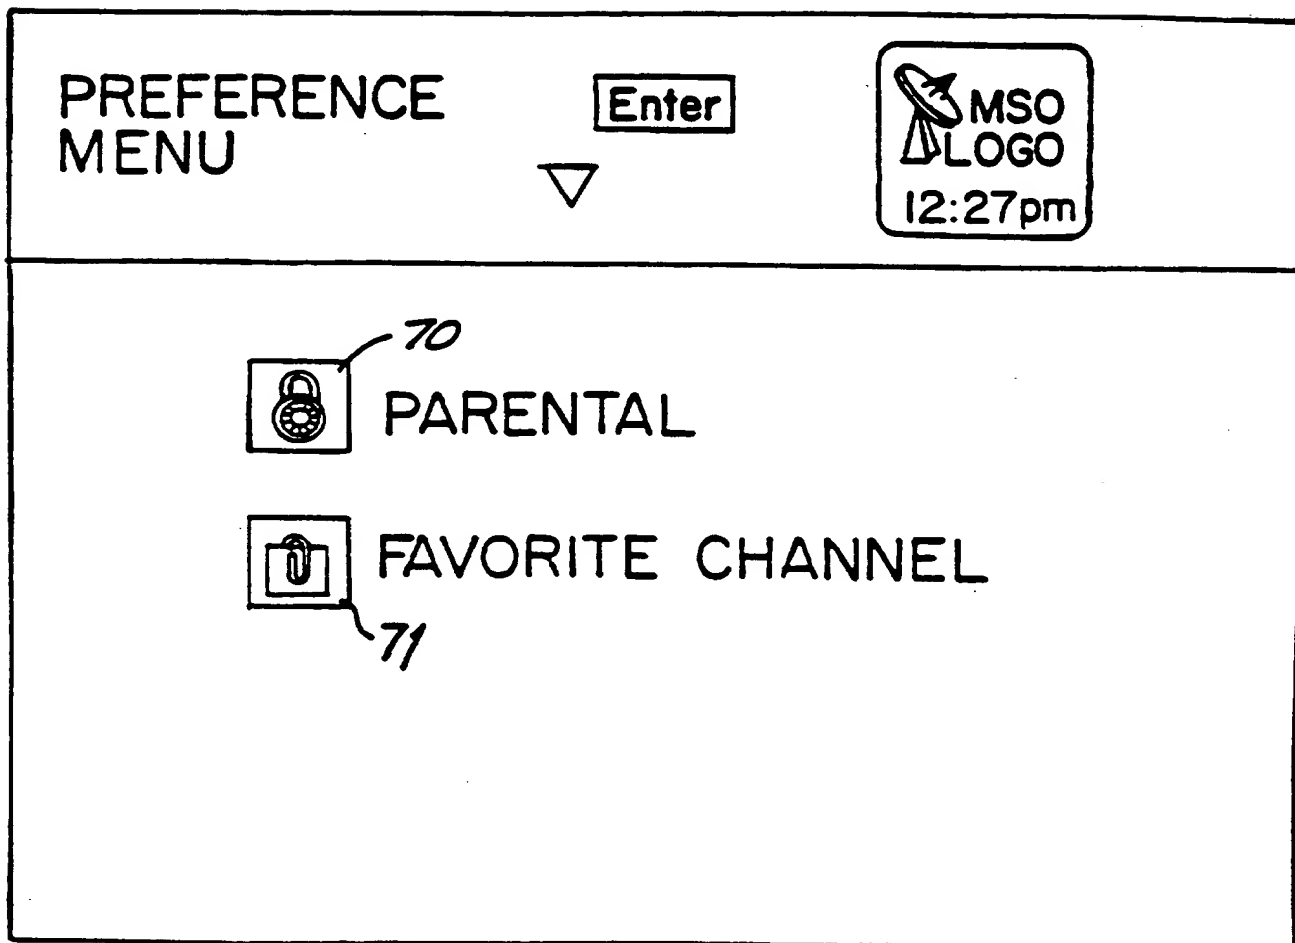 PREFERENCE
MENU
Enter
MSO
LOGO
12:27pm
70
PARENTAL
FAVORITE CHANNEL
71